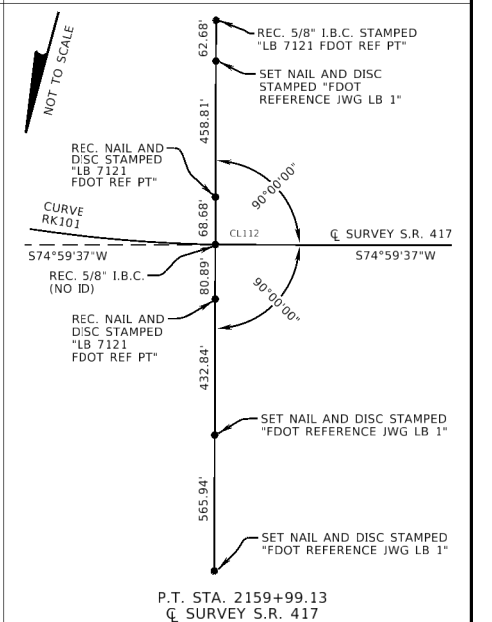 REC. 5/8" I.B.C. STAMPED
"LB 7121 FDOT REF PT"
62.68'
NOT TO SCALE
SET NAIL AND DISC
STAMPED "FDOT
REFERENCE JWG LB 1"
458.81'
REC. NAIL AND
DISC STAMPED
"LB 7121
FDOT REF PT"
90°00'00"
68.68'
CURVE
RK101
CL112
℄ SURVEY S.R. 417
S74°59'37"W
S74°59'37"W
REC. 5/8" I.B.C.
(NO ID)
80.89'
90°00'00"
REC. NAIL AND
DISC STAMPED
"LB 7121
FDOT REF PT"
432.84'
SET NAIL AND DISC STAMPED
"FDOT REFERENCE JWG LB 1"
565.94'
SET NAIL AND DISC STAMPED
"FDOT REFERENCE JWG LB 1"
P.T. STA. 2159+99.13
℄ SURVEY S.R. 417